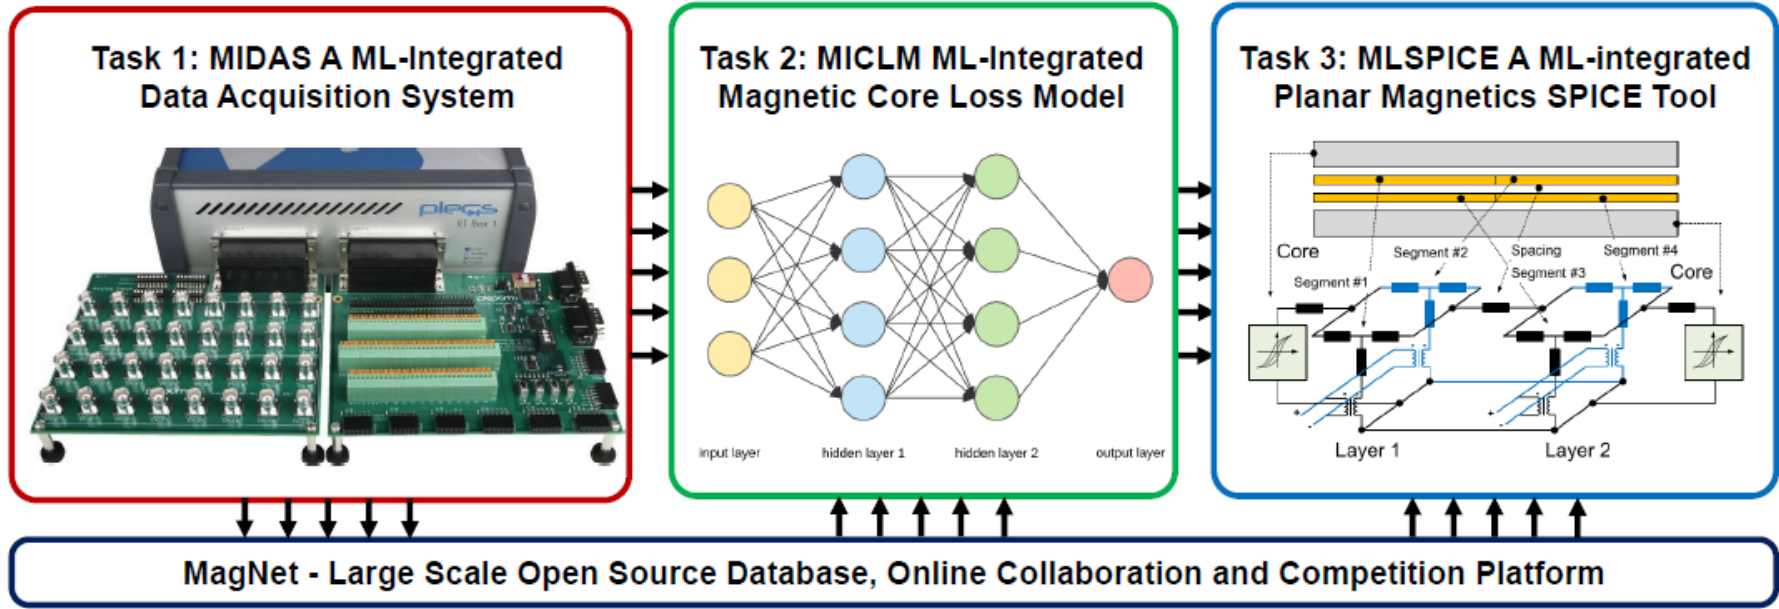 Task 1: MIDAS A ML-Integrated
Data Acquisition System
plecs
RT Box 1
Task 2: MICLM ML-Integrated
Magnetic Core Loss Model
input layer
hidden layer 1
hidden layer 2
output layer
Task 3: MLSPICE A ML-integrated
Planar Magnetics SPICE Tool
Core
Segment #1
Segment #2
Spacing
Segment #3
Segment #4
Core
Layer 1
Layer 2
MagNet - Large Scale Open Source Database, Online Collaboration and Competition Platform